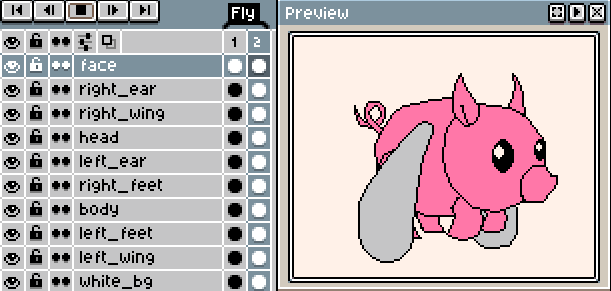 Fly
Preview
1 2
face
right_ear
right_wing
head
left_ear
right_feet
body
left_feet
left_wing
white_bg